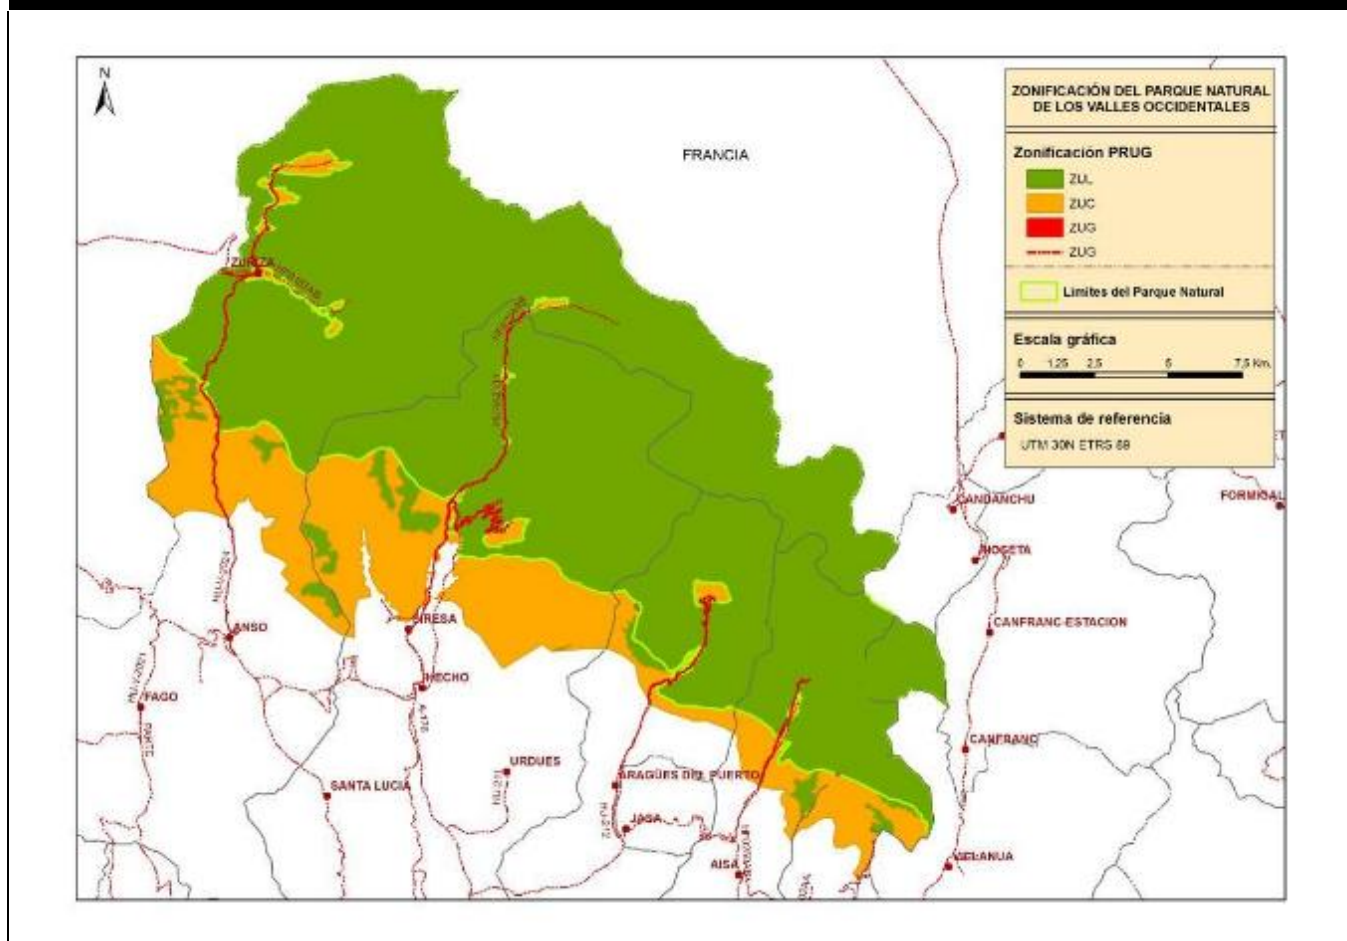 N
FRANCIA
ZONIFICACIÓN DEL PARQUE NATURAL
DE LOS VALLES OCCIDENTALES
Zonificación PRUG
ZUL
ZUC
ZUG
ZUG
Limites del Parque Natural
Escala gráfica
0 1,25 2,5 5 7,5 Km.
Sistema de referencia
UTM 30N ETRS 89
ZURIZA
CANDANCHU
FORMIGAL
RIOSETA
CANFRANC-ESTACION
ANSO
SIRESA
HECHO
FAGO
CANFRANC
URDUES
SANTA LUCIA
ARAGÜES DEL PUERTO
JASA
AISA
VILLANUA
A-176